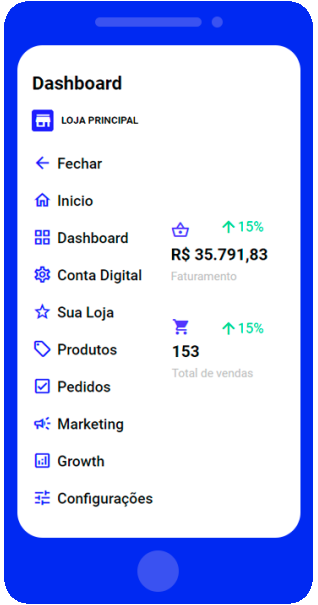 Dashboard
LOJA PRINCIPAL
Fechar
Inicio
Dashboard
Conta Digital
Sua Loja
Produtos
Pedidos
Marketing
Growth
Configurações
15%
R$ 35.791,83
Faturamento
15%
153
Total de vendas